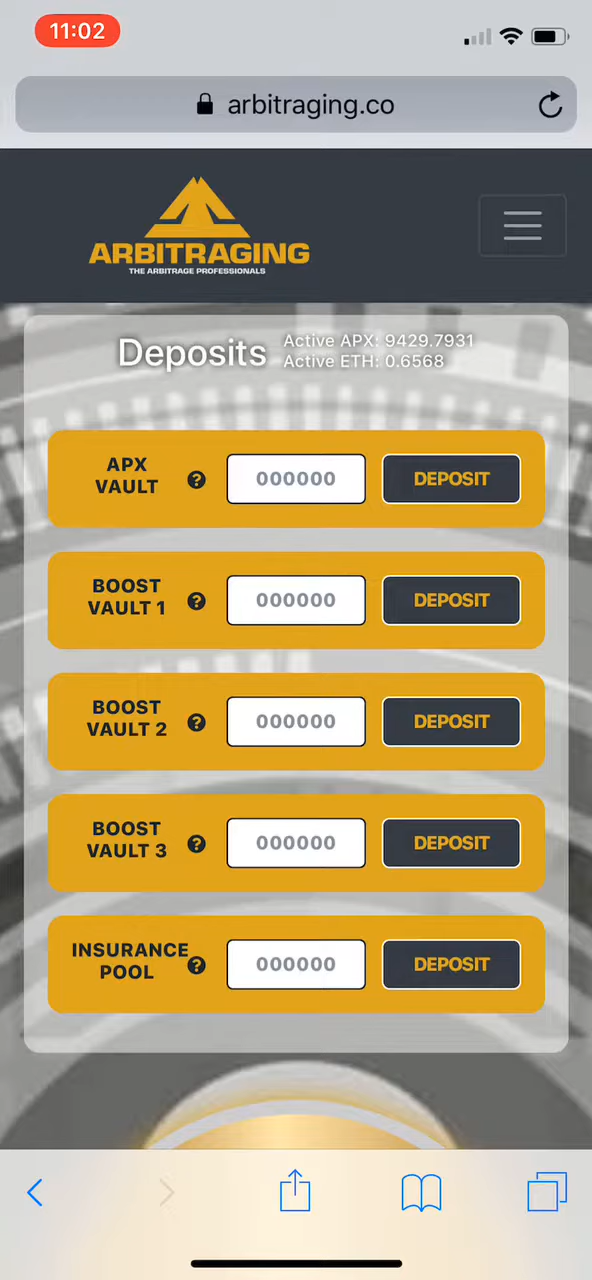 11:02
arbitraging.co
ARBITRAGING
THE ARBITRAGE PROFESSIONALS
Deposits
Active APX: 9429.7931
Active ETH: 0.6568
APX
VAULT ? 000000 DEPOSIT
BOOST
VAULT 1 ? 000000 DEPOSIT
BOOST
VAULT 2 ? 000000 DEPOSIT
BOOST
VAULT 3 ? 000000 DEPOSIT
INSURANCE
POOL ? 000000 DEPOSIT